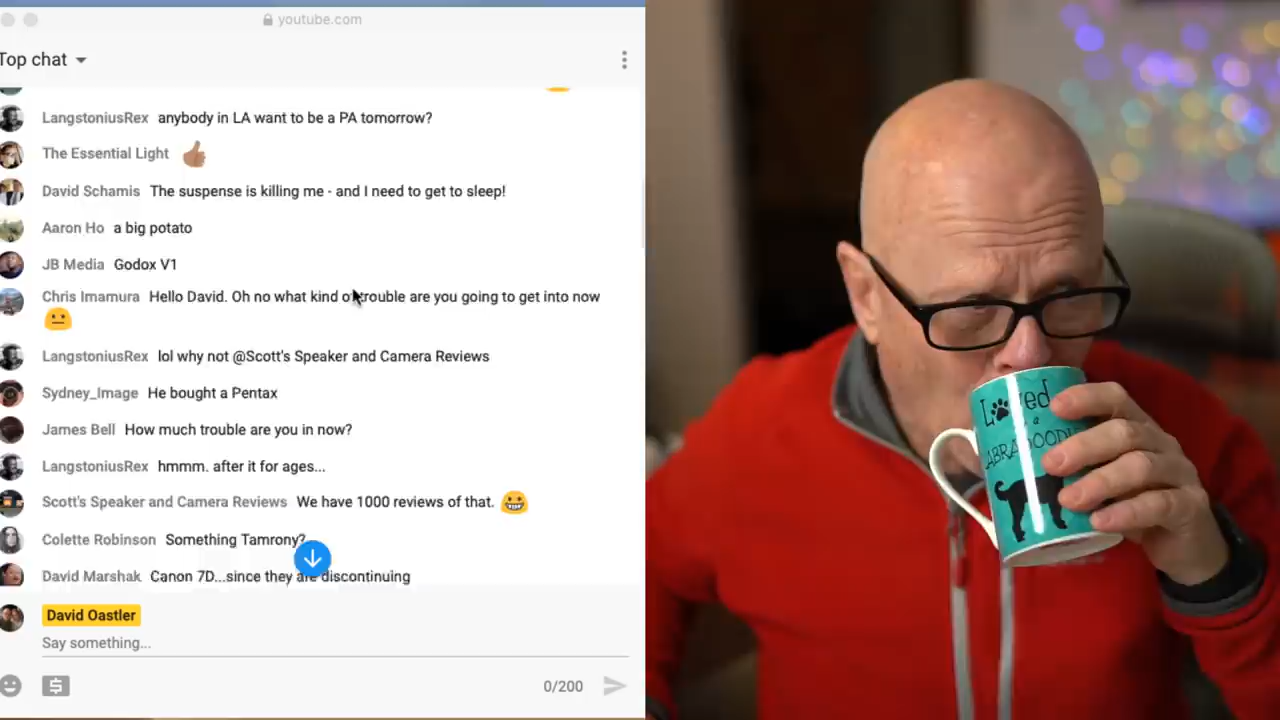 youtube.com
Top chat
LangstoniusRex anybody in LA want to be a PA tomorrow?
The Essential Light
David Schamis The suspense is killing me - and I need to get to sleep!
Aaron Ho a big potato
JB Media Godox V1
Chris Imamura Hello David. Oh no what kind of trouble are you going to get into now
LangstoniusRex lol why not @Scott's Speaker and Camera Reviews
Sydney_Image He bought a Pentax
James Bell How much trouble are you in now?
LangstoniusRex hmmm. after it for ages...
Scott's Speaker and Camera Reviews We have 1000 reviews of that.
Colette Robinson Something Tamrony?
David Marshak Canon 7D...since they are discontinuing
David Oastler
Say something...
0/200
Loved
a